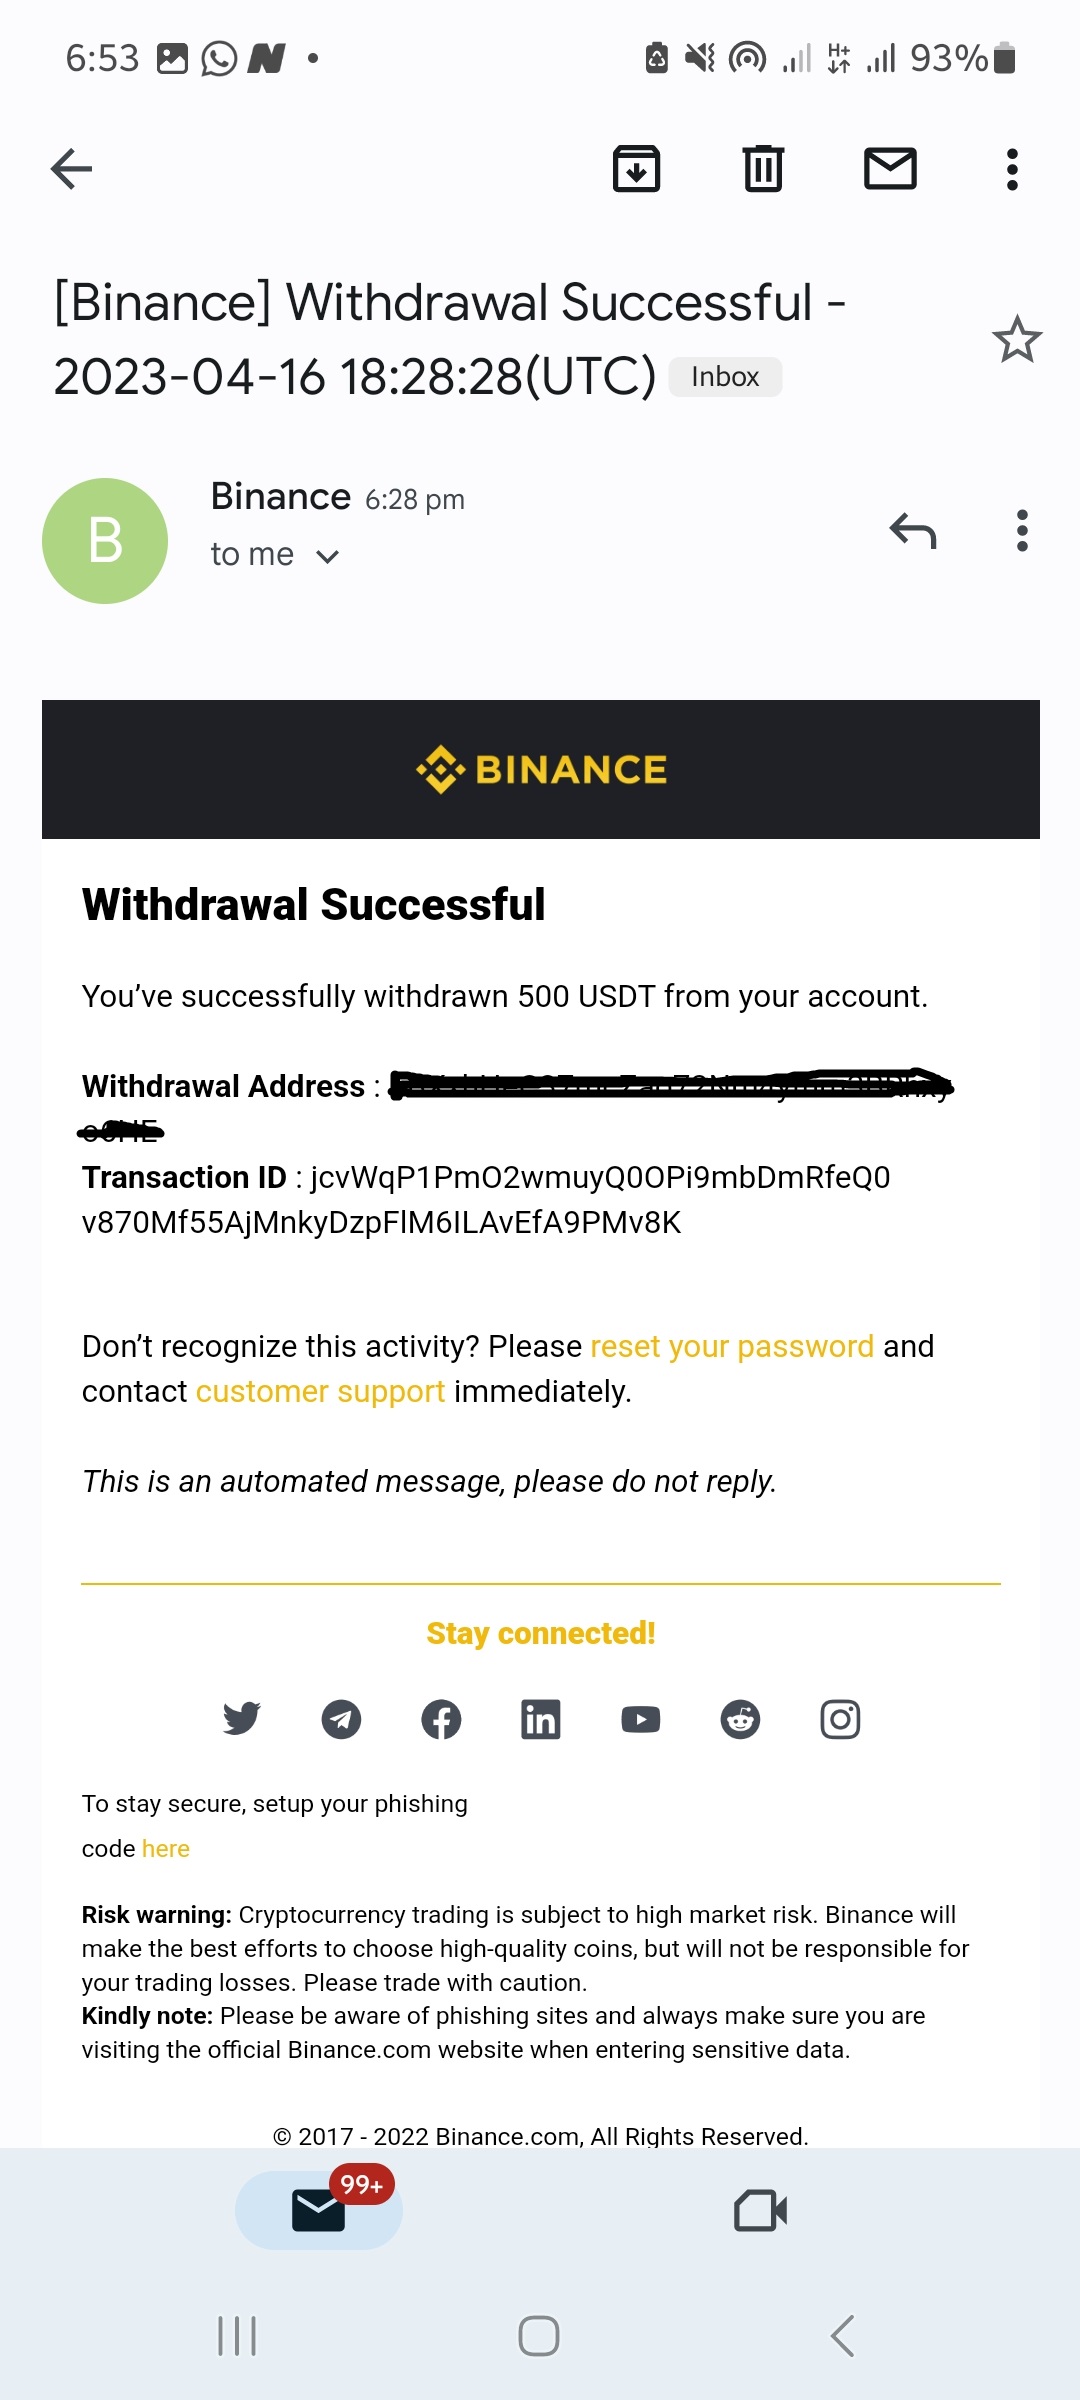 6:53
H+
93%
[Binance] Withdrawal Successful -
2023-04-16 18:28:28(UTC) Inbox
B
Binance 6:28 pm
to me
BINANCE
Withdrawal Successful
You've successfully withdrawn 500 USDT from your account.
Withdrawal Address :
Transaction ID : jcvWqP1PmO2wmuyQ0OPi9mbDmRfeQ0
v870Mf55AjMnkyDzpFlM6ILAvEfA9PMv8K
Don't recognize this activity? Please reset your password and
contact customer support immediately.
This is an automated message, please do not reply.
Stay connected!
To stay secure, setup your phishing
code here
Risk warning: Cryptocurrency trading is subject to high market risk. Binance will
make the best efforts to choose high-quality coins, but will not be responsible for
your trading losses. Please trade with caution.
Kindly note: Please be aware of phishing sites and always make sure you are
visiting the official Binance.com website when entering sensitive data.
© 2017 - 2022 Binance.com, All Rights Reserved.
99+